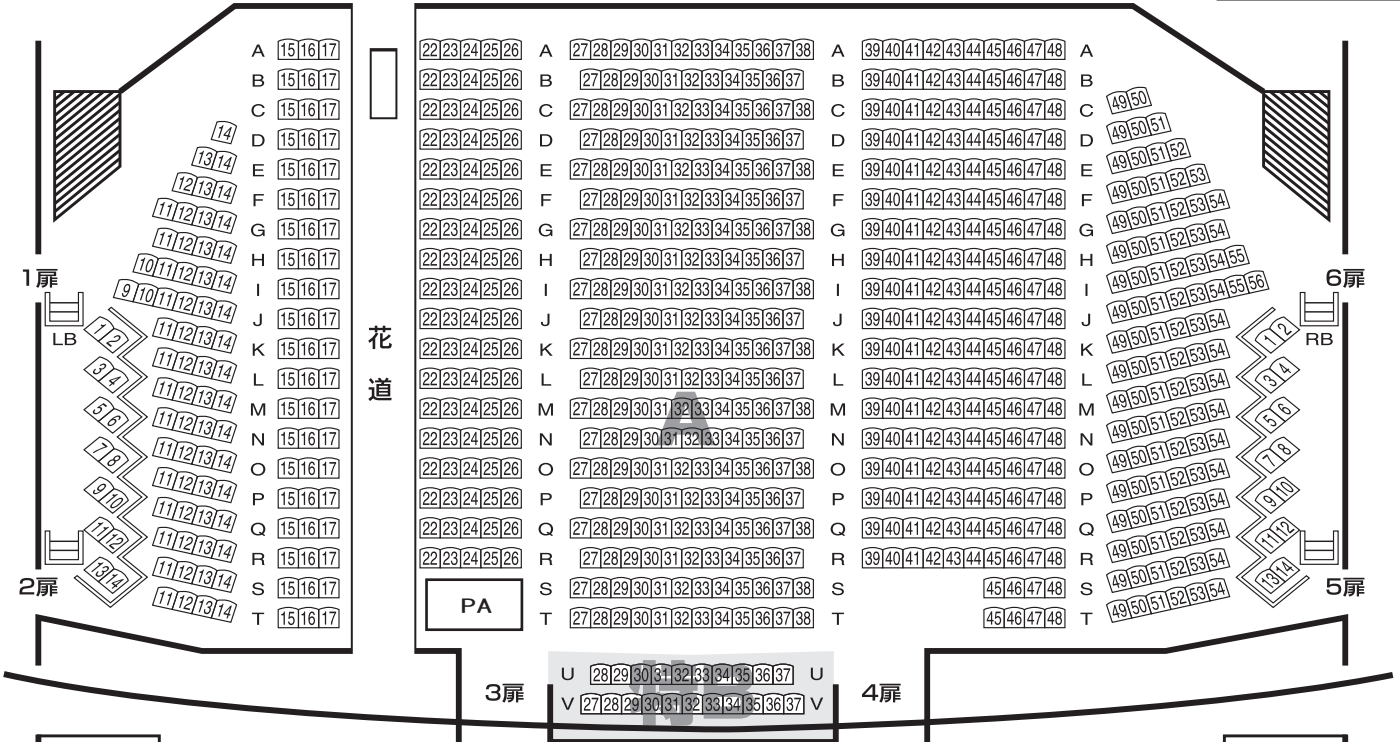 A 15 16 17 22 23 24 25 26 A 27 28 29 30 31 32 33 34 35 36 37 38 A 39 40 41 42 43 44 45 46 47 48 A
B 15 16 17 22 23 24 25 26 B 27 28 29 30 31 32 33 34 35 36 37 B 39 40 41 42 43 44 45 46 47 48 B
C 15 16 17 22 23 24 25 26 C 27 28 29 30 31 32 33 34 35 36 37 38 C 39 40 41 42 43 44 45 46 47 48 C 49 50
14 D 15 16 17 22 23 24 25 26 D 27 28 29 30 31 32 33 34 35 36 37 D 39 40 41 42 43 44 45 46 47 48 D 49 50 51
13 14 E 15 16 17 22 23 24 25 26 E 27 28 29 30 31 32 33 34 35 36 37 38 E 39 40 41 42 43 44 45 46 47 48 E 49 50 51 52
12 13 14 F 15 16 17 22 23 24 25 26 F 27 28 29 30 31 32 33 34 35 36 37 F 39 40 41 42 43 44 45 46 47 48 F 49 50 51 52 53
11 12 13 14 G 15 16 17 22 23 24 25 26 G 27 28 29 30 31 32 33 34 35 36 37 38 G 39 40 41 42 43 44 45 46 47 48 G 49 50 51 52 53 54
11 12 13 14 H 15 16 17 22 23 24 25 26 H 27 28 29 30 31 32 33 34 35 36 37 H 39 40 41 42 43 44 45 46 47 48 H 49 50 51 52 53 54
10 11 12 13 14 I 15 16 17 22 23 24 25 26 I 27 28 29 30 31 32 33 34 35 36 37 38 I 39 40 41 42 43 44 45 46 47 48 I 49 50 51 52 53 54 55
9 10 11 12 13 14 J 15 16 17 22 23 24 25 26 J 27 28 29 30 31 32 33 34 35 36 37 J 39 40 41 42 43 44 45 46 47 48 J 49 50 51 52 53 54 55 56
11 12 13 14 K 15 16 17 22 23 24 25 26 K 27 28 29 30 31 32 33 34 35 36 37 38 K 39 40 41 42 43 44 45 46 47 48 K 49 50 51 52 53 54
11 12 13 14 L 15 16 17 22 23 24 25 26 L 27 28 29 30 31 32 33 34 35 36 37 L 39 40 41 42 43 44 45 46 47 48 L 49 50 51 52 53 54
11 12 13 14 M 15 16 17 22 23 24 25 26 M 27 28 29 30 31 32 33 34 35 36 37 38 M 39 40 41 42 43 44 45 46 47 48 M 49 50 51 52 53 54
11 12 13 14 N 15 16 17 22 23 24 25 26 N 27 28 29 30 31 32 33 34 35 36 37 N 39 40 41 42 43 44 45 46 47 48 N 49 50 51 52 53 54
11 12 13 14 O 15 16 17 22 23 24 25 26 O 27 28 29 30 31 32 33 34 35 36 37 38 O 39 40 41 42 43 44 45 46 47 48 O 49 50 51 52 53 54
11 12 13 14 P 15 16 17 22 23 24 25 26 P 27 28 29 30 31 32 33 34 35 36 37 P 39 40 41 42 43 44 45 46 47 48 P 49 50 51 52 53 54
11 12 13 14 Q 15 16 17 22 23 24 25 26 Q 27 28 29 30 31 32 33 34 35 36 37 38 Q 39 40 41 42 43 44 45 46 47 48 Q 49 50 51 52 53 54
11 12 13 14 R 15 16 17 22 23 24 25 26 R 27 28 29 30 31 32 33 34 35 36 37 R 39 40 41 42 43 44 45 46 47 48 R 49 50 51 52 53 54
11 12 13 14 S 15 16 17 S 27 28 29 30 31 32 33 34 35 36 37 38 S 45 46 47 48 S 49 50 51 52 53 54
11 12 13 14 T 15 16 17 T 27 28 29 30 31 32 33 34 35 36 37 38 T 45 46 47 48 T 49 50 51 52 53 54
U 28 29 30 31 32 33 34 35 36 37 U
V 27 28 29 30 31 32 33 34 35 36 37 V
花道
PA
A
特B
1扉
LB
1 2
3 4
5 6
7 8
9 10
11 12
13 14
2扉
3扉
4扉
6扉
RB
1 2
3 4
5 6
7 8
9 10
11 12
13 14
5扉